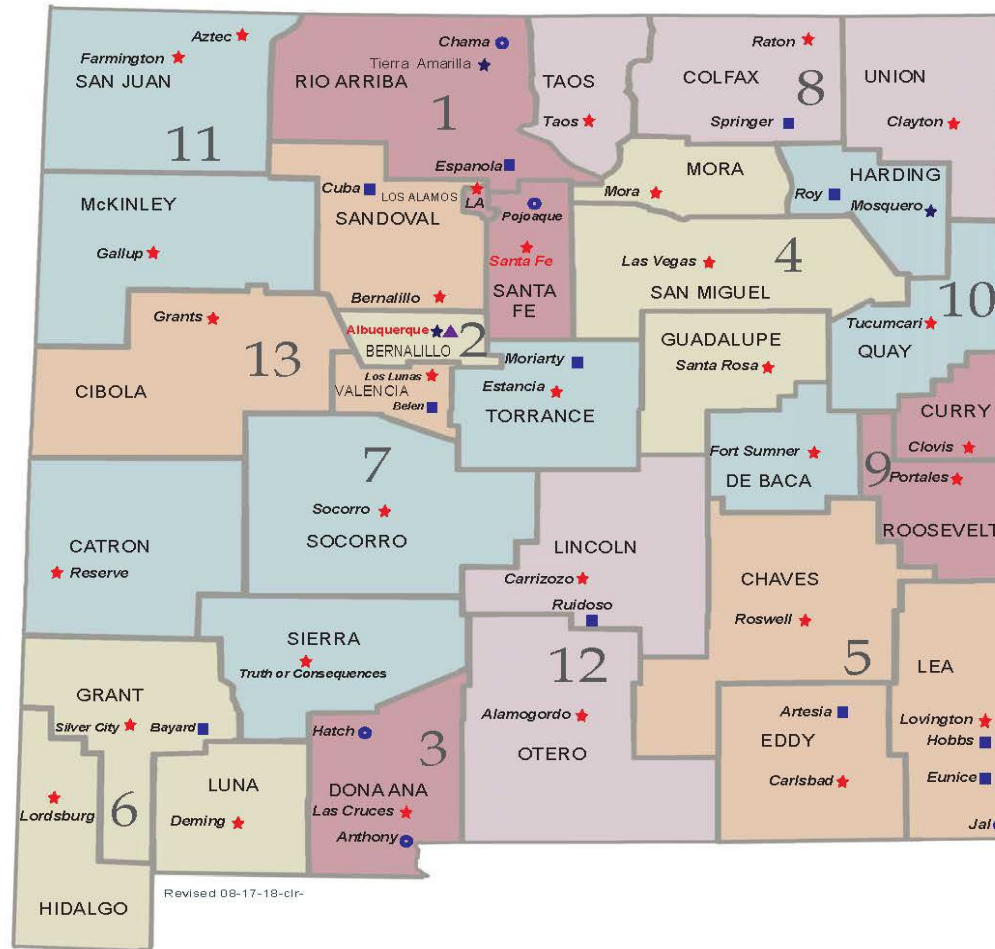 Aztec
Farmington
SAN JUAN
11
Chama
Tierra Amarilla
RIO ARRIBA
1
Espanola
TAOS
Taos
Raton
COLFAX
8
Springer
UNION
Clayton
McKINLEY
Gallup
Cuba
LOS ALAMOS
LA
SANDOVAL
Bernalillo
Pojoaque
Santa Fe
SANTA
FE
MORA
Mora
HARDING
Roy
Mosquero
Las Vegas
4
SAN MIGUEL
Grants
13
CIBOLA
Albuquerque
2
BERNALILLO
Los Lunas
VALENCIA
Belen
Moriarty
Estancia
TORRANCE
GUADALUPE
Santa Rosa
Tucumcari
10
QUAY
CURRY
Clovis
9
Portales
ROOSEVELT
Fort Sumner
DE BACA
7
Socorro
SOCORRO
CATRON
Reserve
LINCOLN
Carrizozo
Ruidoso
CHAVES
Roswell
5
LEA
SIERRA
Truth or Consequences
12
Alamogordo
OTERO
GRANT
Silver City
Bayard
Hatch
3
DONA ANA
Las Cruces
Anthony
Artesia
EDDY
Carlsbad
Lovington
Hobbs
Eunice
Jal
LUNA
Deming
6
Lordsburg
HIDALGO
Revised 08-17-18-clr-